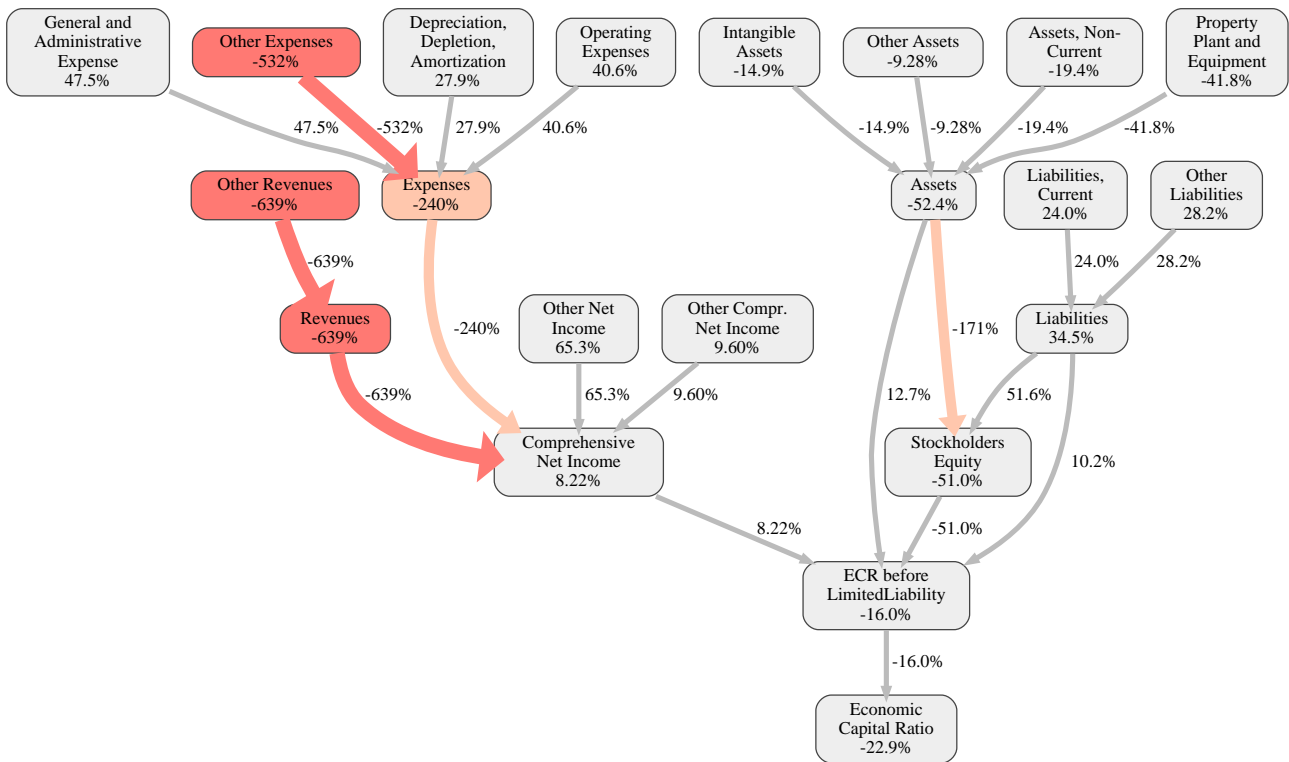 General and
Administrative
Expense
47.5%
Other Expenses
-532%
Depreciation,
Depletion,
Amortization
27.9%
Operating
Expenses
40.6%
Intangible
Assets
-14.9%
Other Assets
-9.28%
Assets, Non-
Current
-19.4%
Property
Plant and
Equipment
-41.8%
47.5%
-532%
27.9%
40.6%
-14.9%
-9.28%
-19.4%
-41.8%
Other Revenues
-639%
Expenses
-240%
Assets
-52.4%
Liabilities,
Current
24.0%
Other
Liabilities
28.2%
-639%
24.0%
28.2%
Revenues
-639%
-240%
Other Net
Income
65.3%
Other Compr.
Net Income
9.60%
-171%
Liabilities
34.5%
-639%
65.3%
9.60%
12.7%
51.6%
Comprehensive
Net Income
8.22%
Stockholders
Equity
-51.0%
10.2%
8.22%
-51.0%
ECR before
LimitedLiability
-16.0%
-16.0%
Economic
Capital Ratio
-22.9%